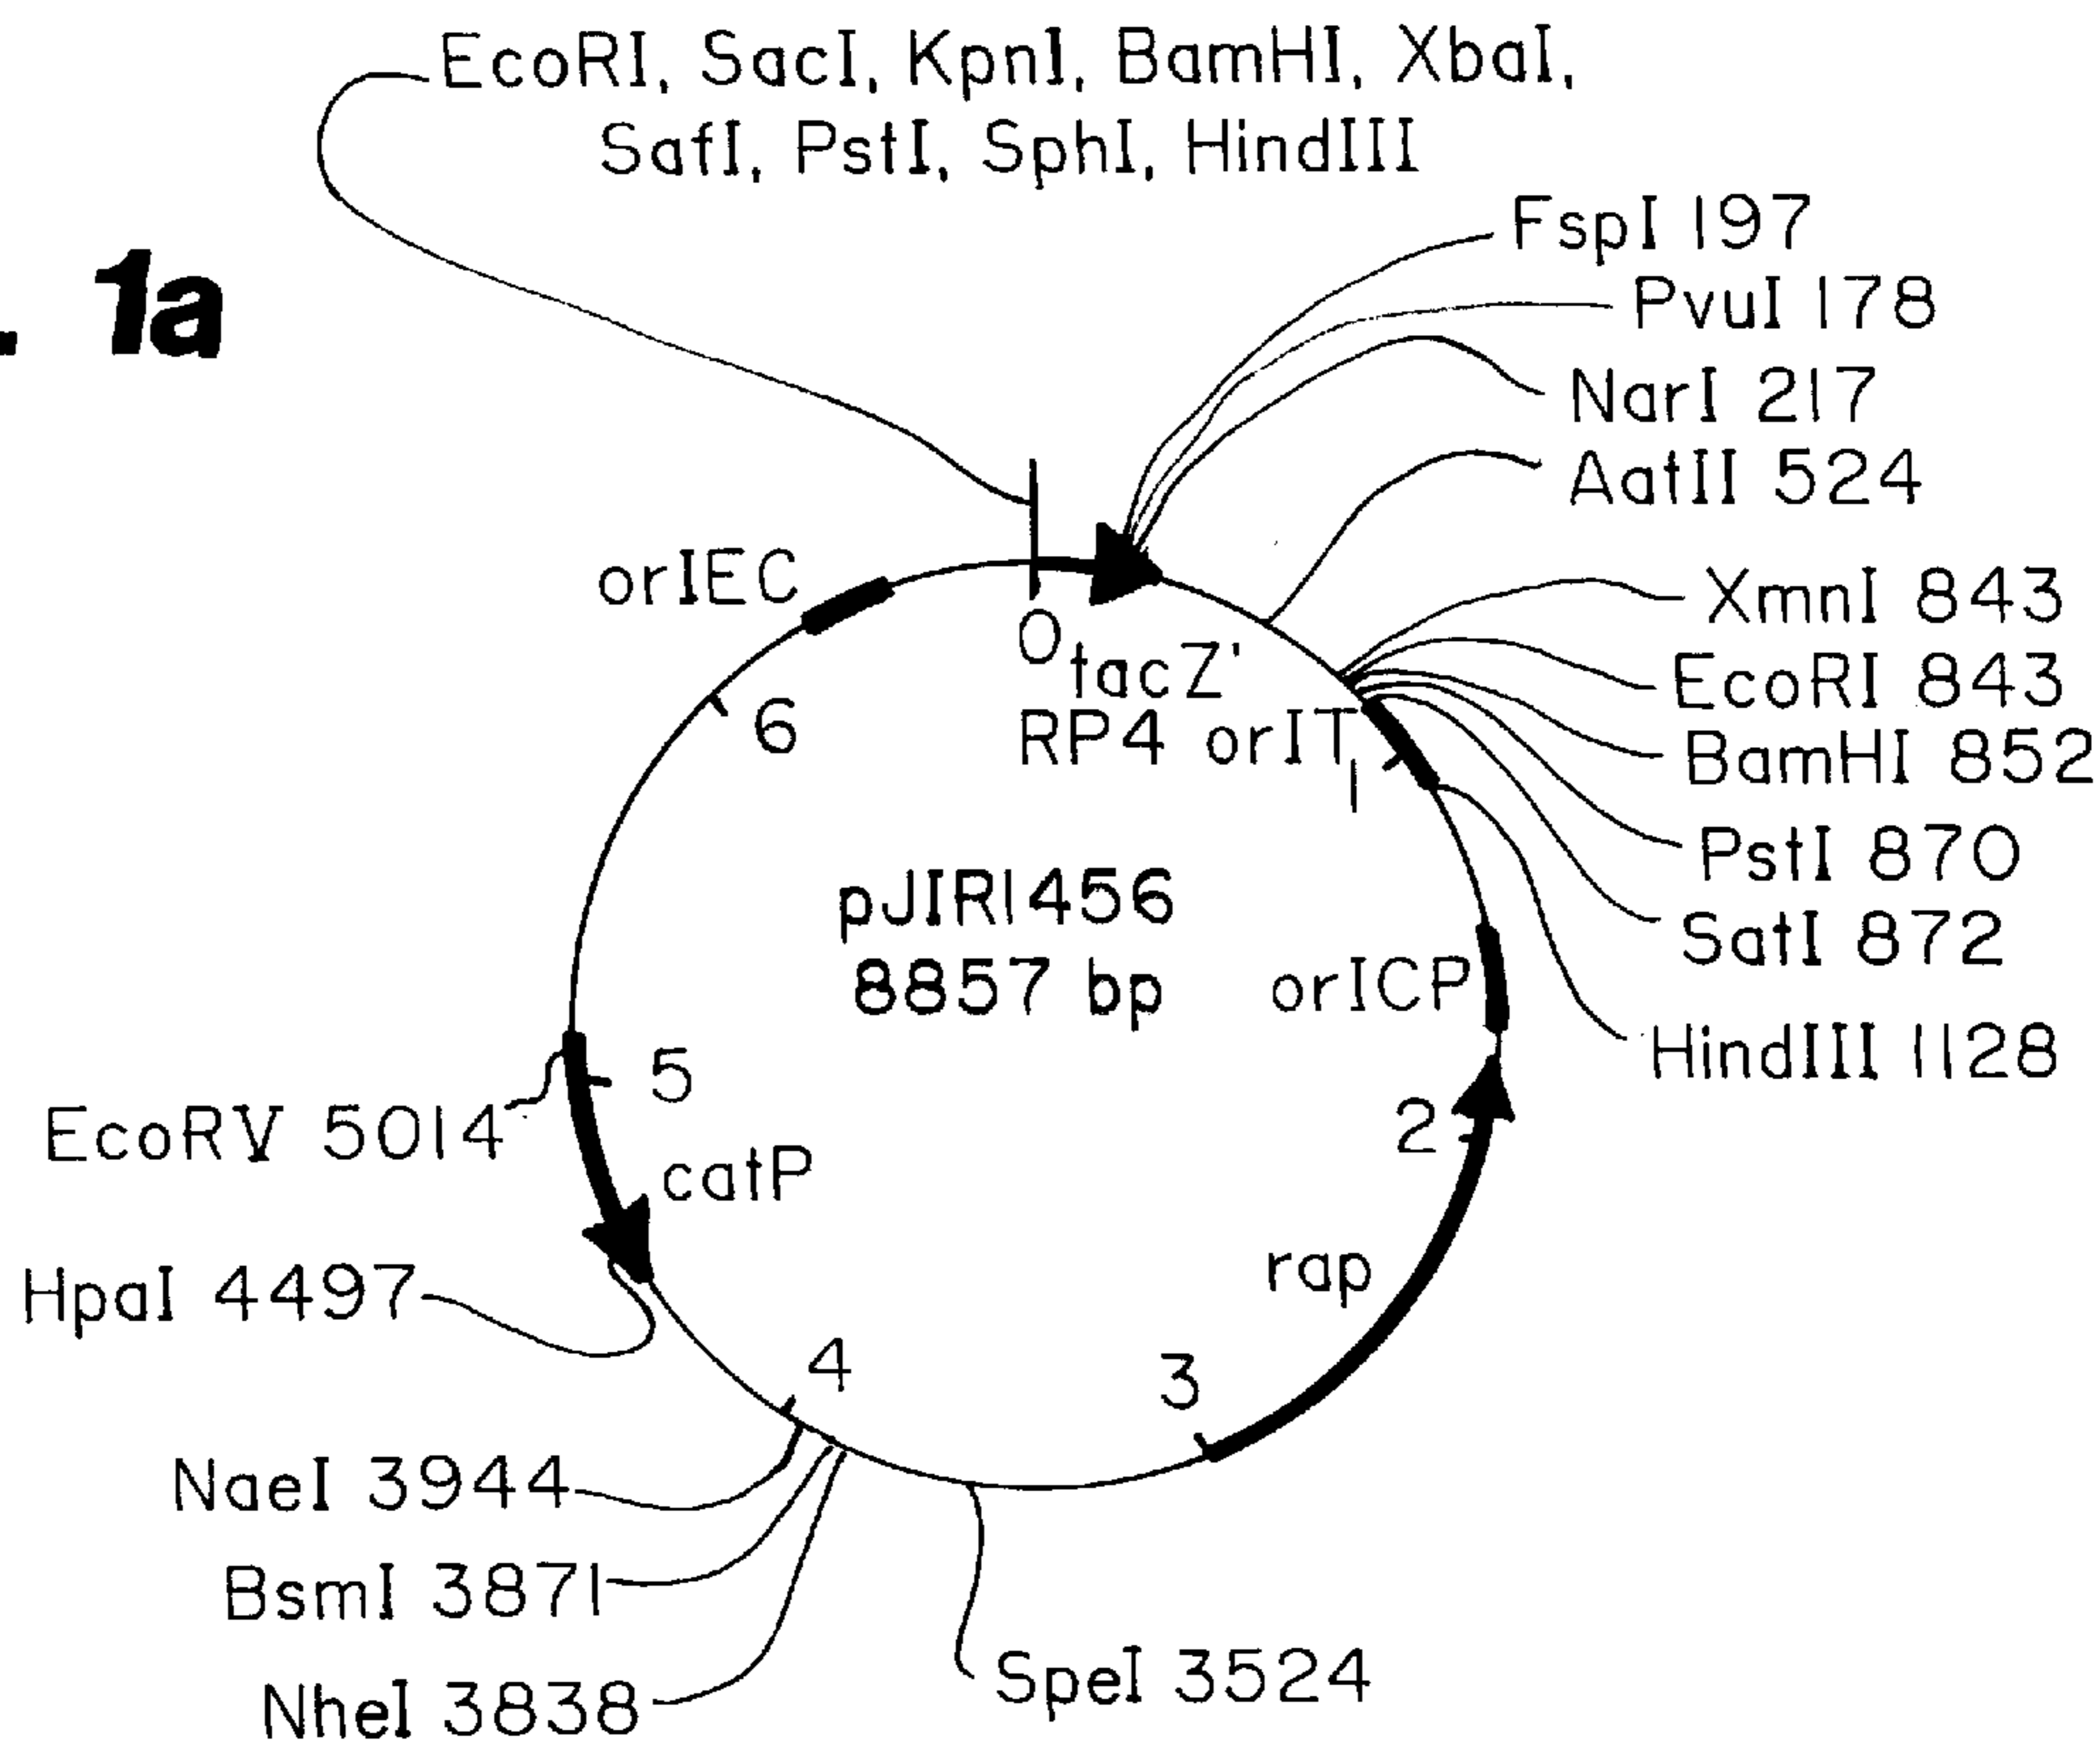 . 1a
EcoRI, SacI, KpnI, BamHI, XbaI,
SafI, PstI, SphI, HindIII
FspI 197
PvuI 178
NarI 217
AatII 524
XmnI 843
EcoRI 843
BamHI 852
PstI 870
SatI 872
HindIII 1128
orIEC
0
tacZ'
RP4 orIT
1
6
pJIR1456
8857 bp
orICP
5
2
EcoRV 5014
catP
rap
HpaI 4497
4
3
NaeI 3944
BsmI 3871
NheI 3838
SpeI 3524